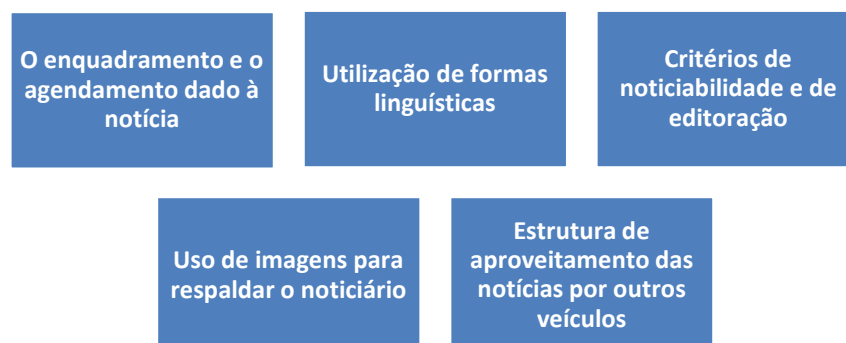 O enquadramento e o
agendamento dado à
notícia
Utilização de formas
linguísticas
Critérios de
noticiabilidade e de
editoração
Uso de imagens para
respaldar o noticiário
Estrutura de
aproveitamento das
notícias por outros
veículos